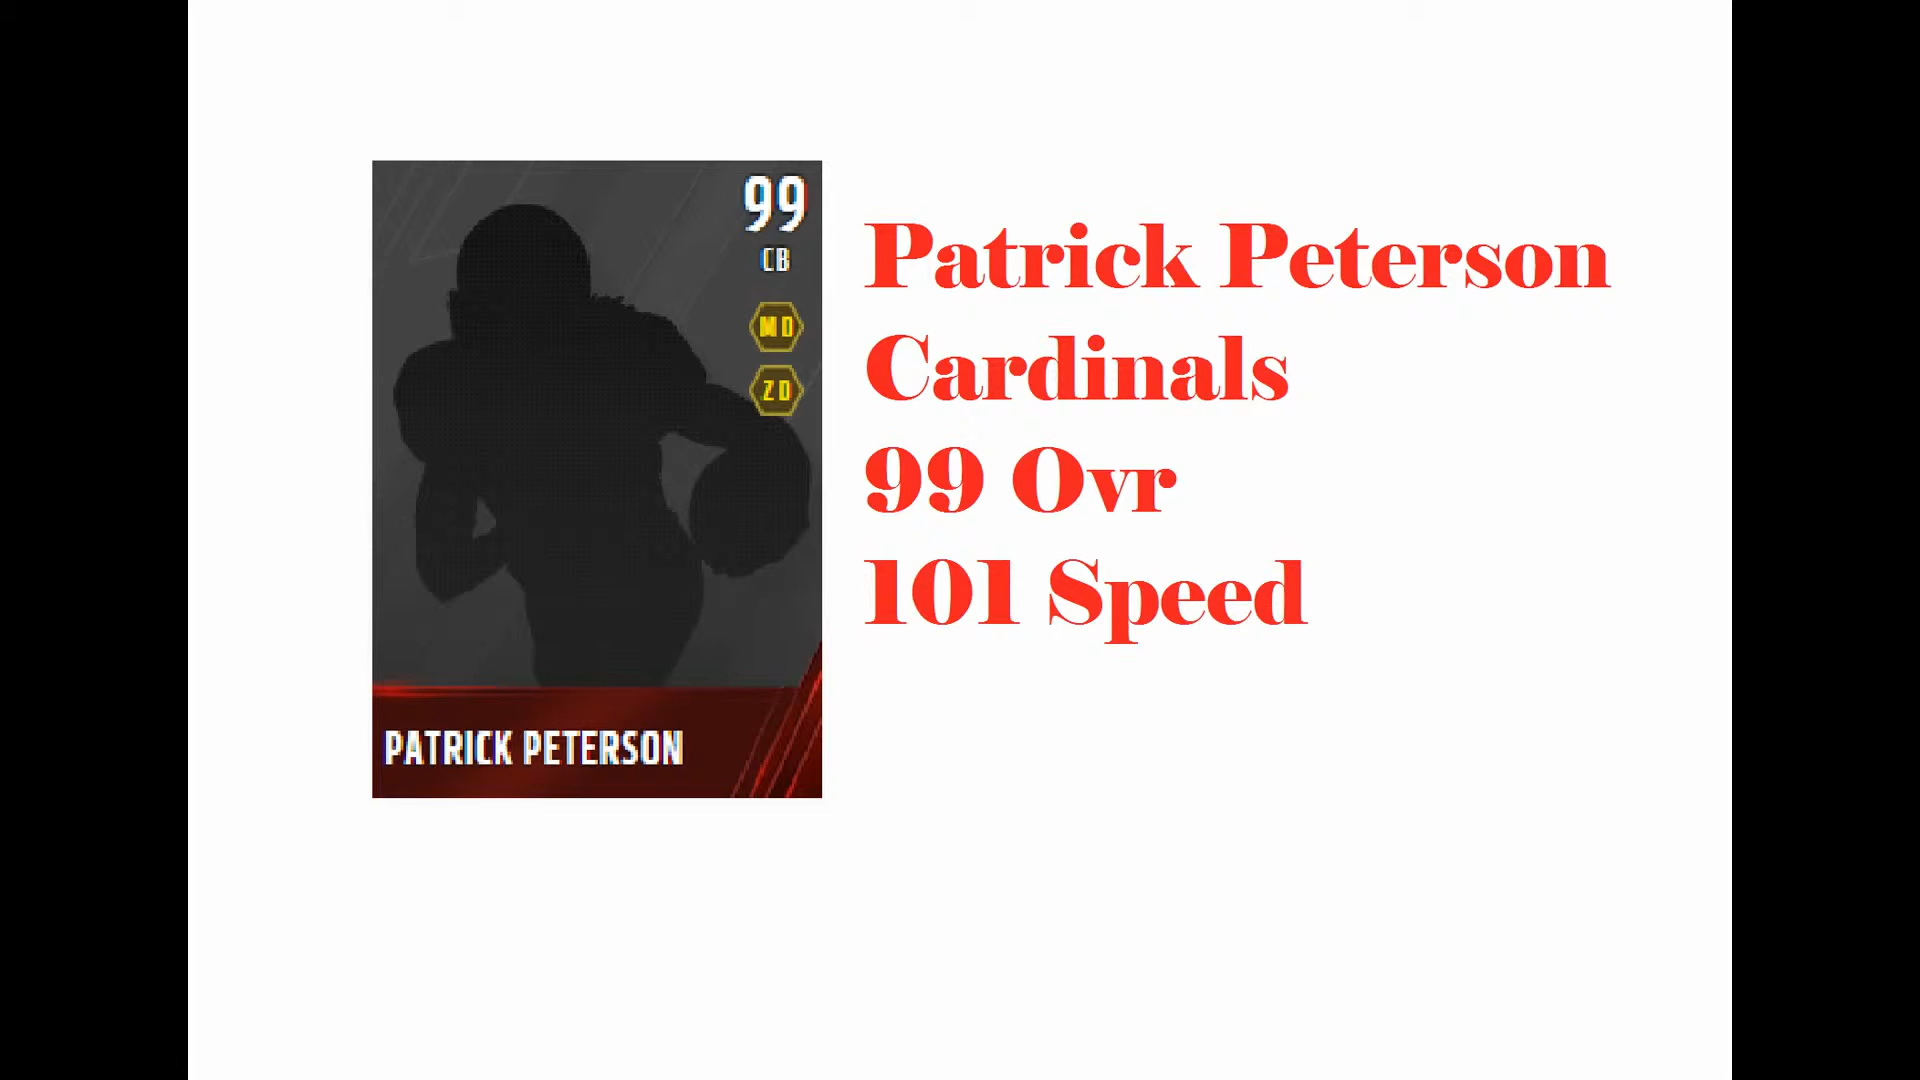 99
CB
MD
ZD
PATRICK PETERSON
Patrick Peterson
Cardinals
99 Ovr
101 Speed